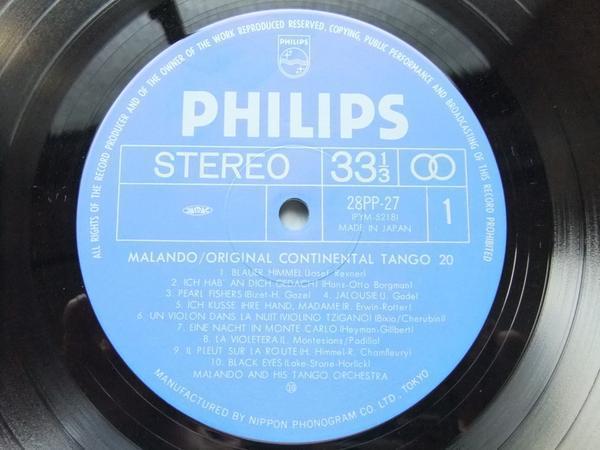 ALL RIGHTS OF THE RECORD PRODUCER AND OF THE OWNER OF THE WORK REPRODUCED RESERVED. COPYING, PUBLIC PERFORMANCE AND BROADCASTING OF THIS RECORD PROHIBITED
PHILIPS
PHILIPS
STEREO 33 1/3
28PP-27
(PYM-5218)
MADE IN JAPAN
1
MALANDO/ORIGINAL CONTINENTAL TANGO 20
1. BLAUER HIMMEL (Josef Rexner)
2. ICH HAB' AN DICH GEDACHT (Hans-Otto Borgman)
3. PEARL FISHERS (Bizet-H. Goze) 4. JALOUSIE (J. Gade)
5. ICH KUSSE IHRE HAND, MADAME (R. Erwin-Rotter)
6. UN VIOLON DANS LA NUIT (VIOLINO TZIGANO) (Bixio/Cherubini)
7. EINE NACHT IN MONTE CARLO (Heyman-Gilbert)
8. LA VIOLETERA (L. Montesians/Padilla)
9. IL PLEUT SUR LA ROUTE (H. Himmel-R. Chamfleury)
10. BLACK EYES (Lake-Stone-Horlick)
MALANDO AND HIS TANGO ORCHESTRA
MANUFACTURED BY NIPPON PHONOGRAM CO. LTD., TOKYO